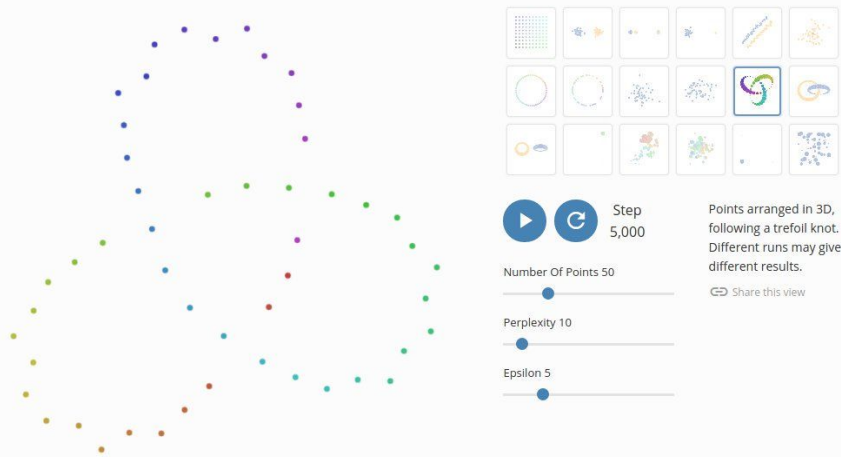 Step
5,000
Points arranged in 3D,
following a trefoil knot.
Different runs may give
different results.
Share this view
Number Of Points 50
Perplexity 10
Epsilon 5